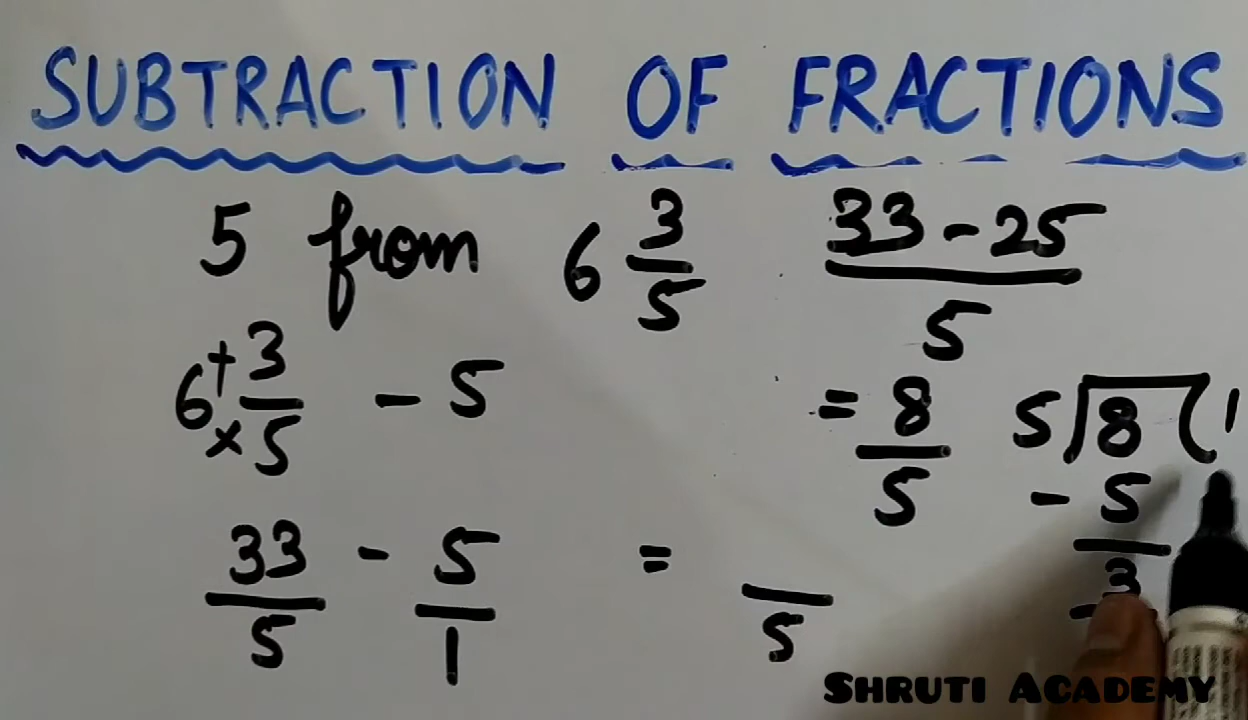 SUBTRACTION OF FRACTIONS
5 from 6 3/5
6 + 3/5 × - 5
33/5 - 5/1 = /5
33 - 25 / 5
= 8/5
5 8 ( 1
- 5
3
SHRUTI ACADEMY